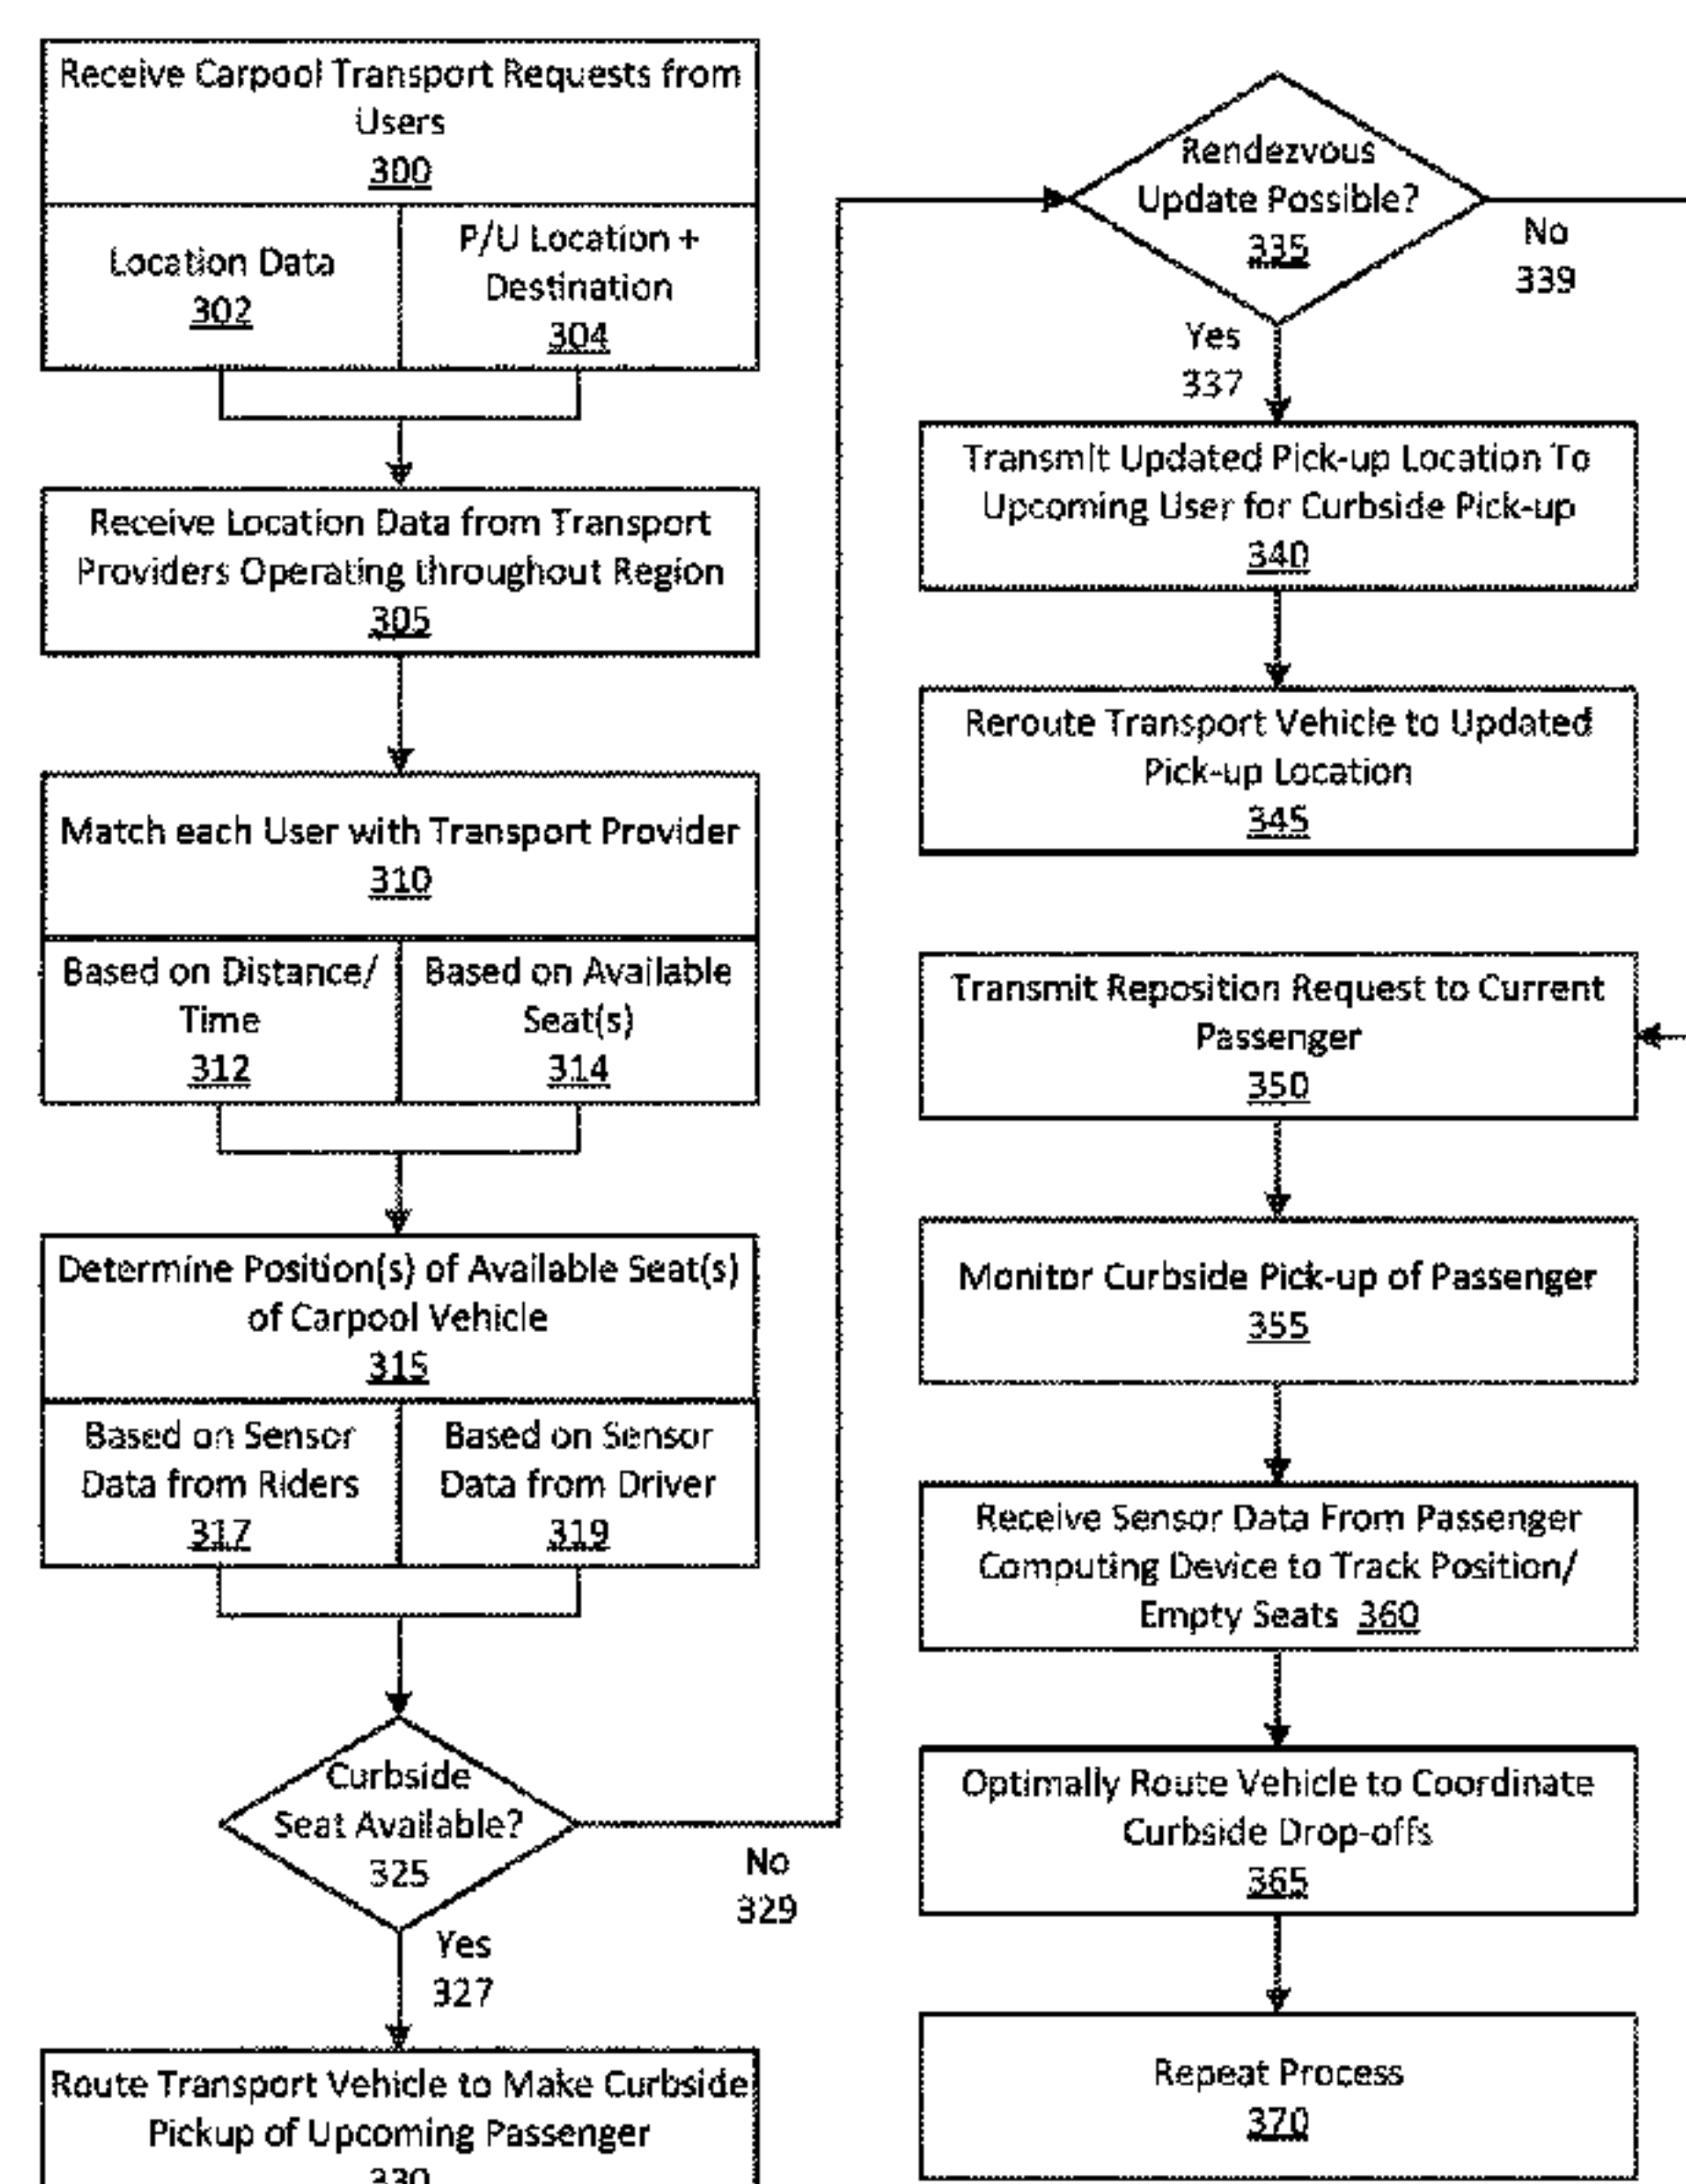 Receive Carpool Transport Requests from
Users
300
Location Data
302
P/U Location +
Destination
304
Receive Location Data from Transport
Providers Operating throughout Region
305
Match each User with Transport Provider
310
Based on Distance/
Time
312
Based on Available
Seat(s)
314
Determine Position(s) of Available Seat(s)
of Carpool Vehicle
315
Based on Sensor
Data from Riders
317
Based on Sensor
Data from Driver
319
Curbside
Seat Available?
325
No
329
Yes
327
Route Transport Vehicle to Make Curbside
Pickup of Upcoming Passenger
330
Rendezvous
Update Possible?
335
No
339
Yes
337
Transmit Updated Pick-up Location To
Upcoming User for Curbside Pick-up
340
Reroute Transport Vehicle to Updated
Pick-up Location
345
Transmit Reposition Request to Current
Passenger
350
Monitor Curbside Pick-up of Passenger
355
Receive Sensor Data From Passenger
Computing Device to Track Position/
Empty Seats 360
Optimally Route Vehicle to Coordinate
Curbside Drop-offs
365
Repeat Process
370